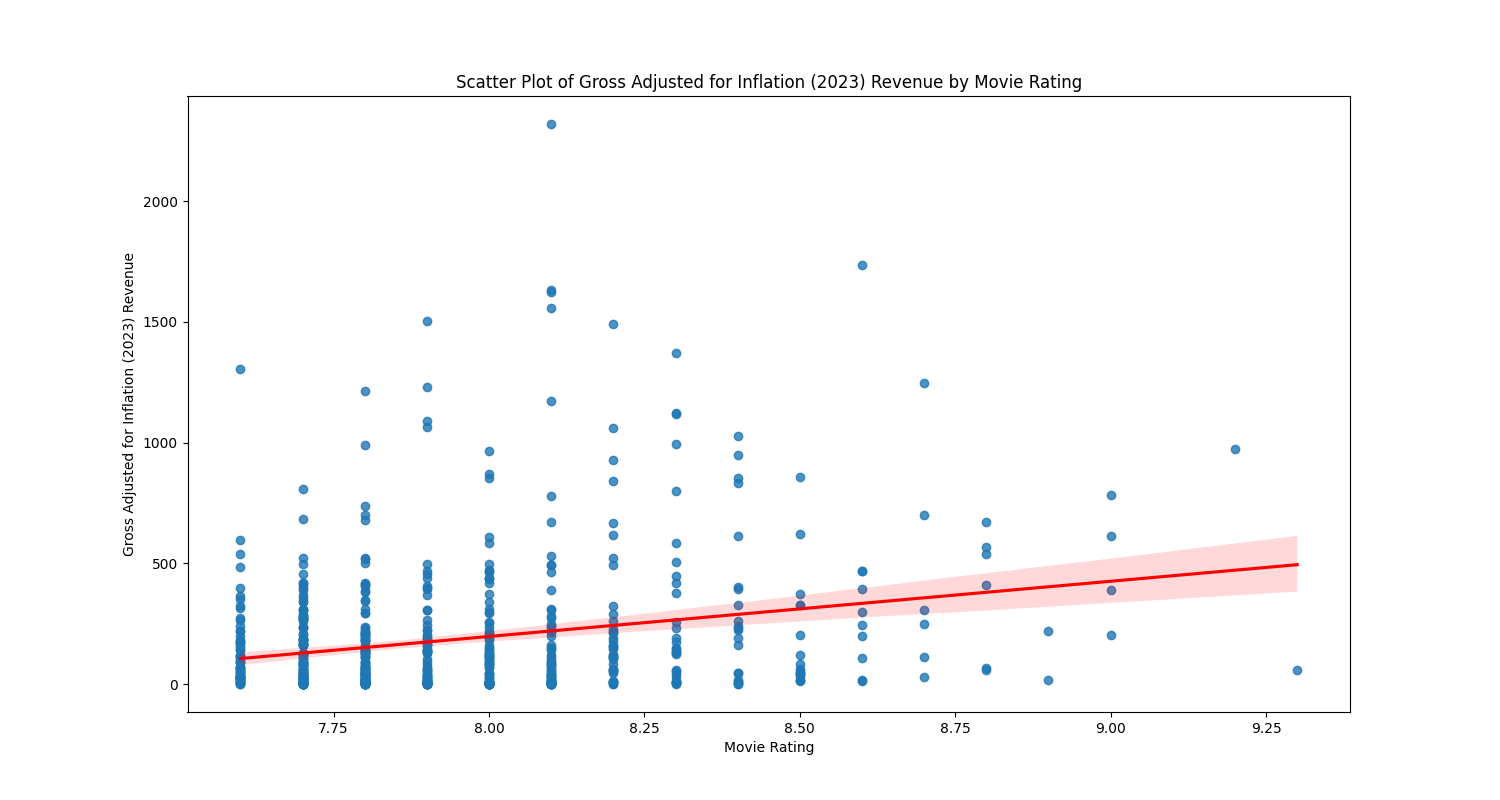 Scatter Plot of Gross Adjusted for Inflation (2023) Revenue by Movie Rating
Gross Adjusted for Inflation (2023) Revenue
2000
1500
1000
500
0
7.75 8.00 8.25 8.50 8.75 9.00 9.25
Movie Rating